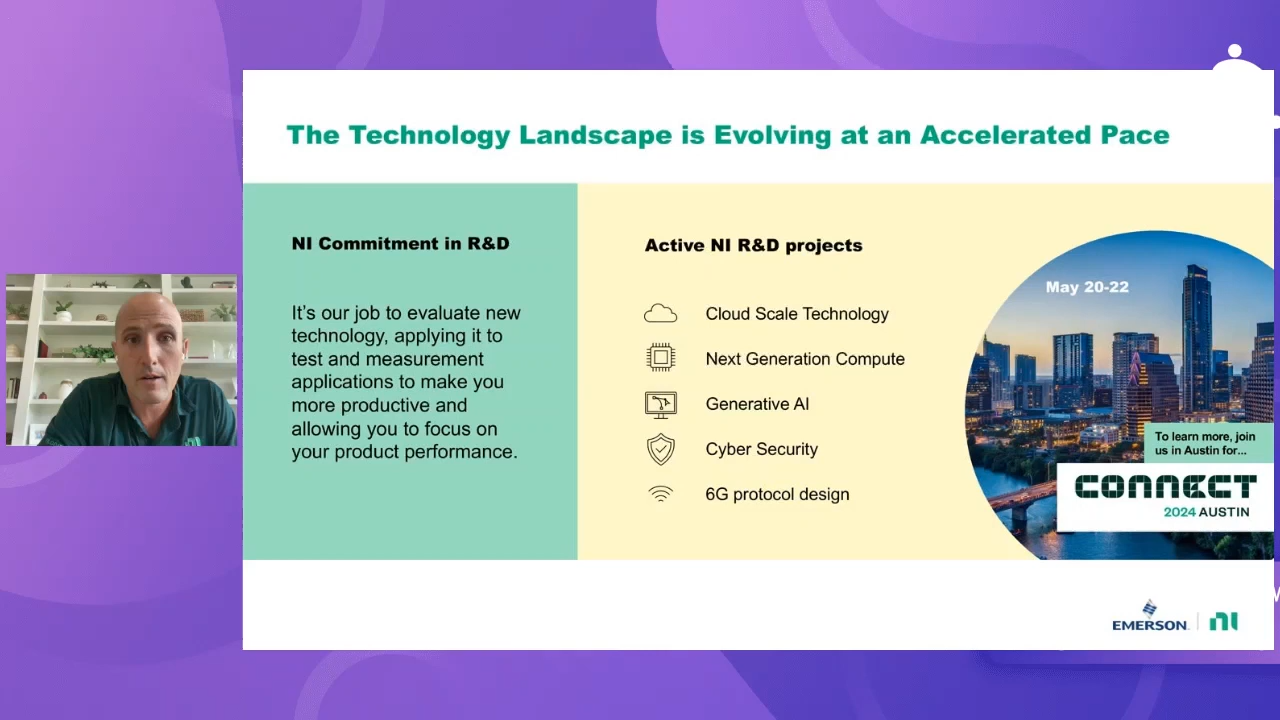 The Technology Landscape is Evolving at an Accelerated Pace
NI Commitment in R&D
It's our job to evaluate new
technology, applying it to
test and measurement
applications to make you
more productive and
allowing you to focus on
your product performance.
Active NI R&D projects
Cloud Scale Technology
Next Generation Compute
Generative AI
Cyber Security
6G protocol design
May 20-22
To learn more, join
us in Austin for...
CONNECT
2024 AUSTIN
EMERSON
ni